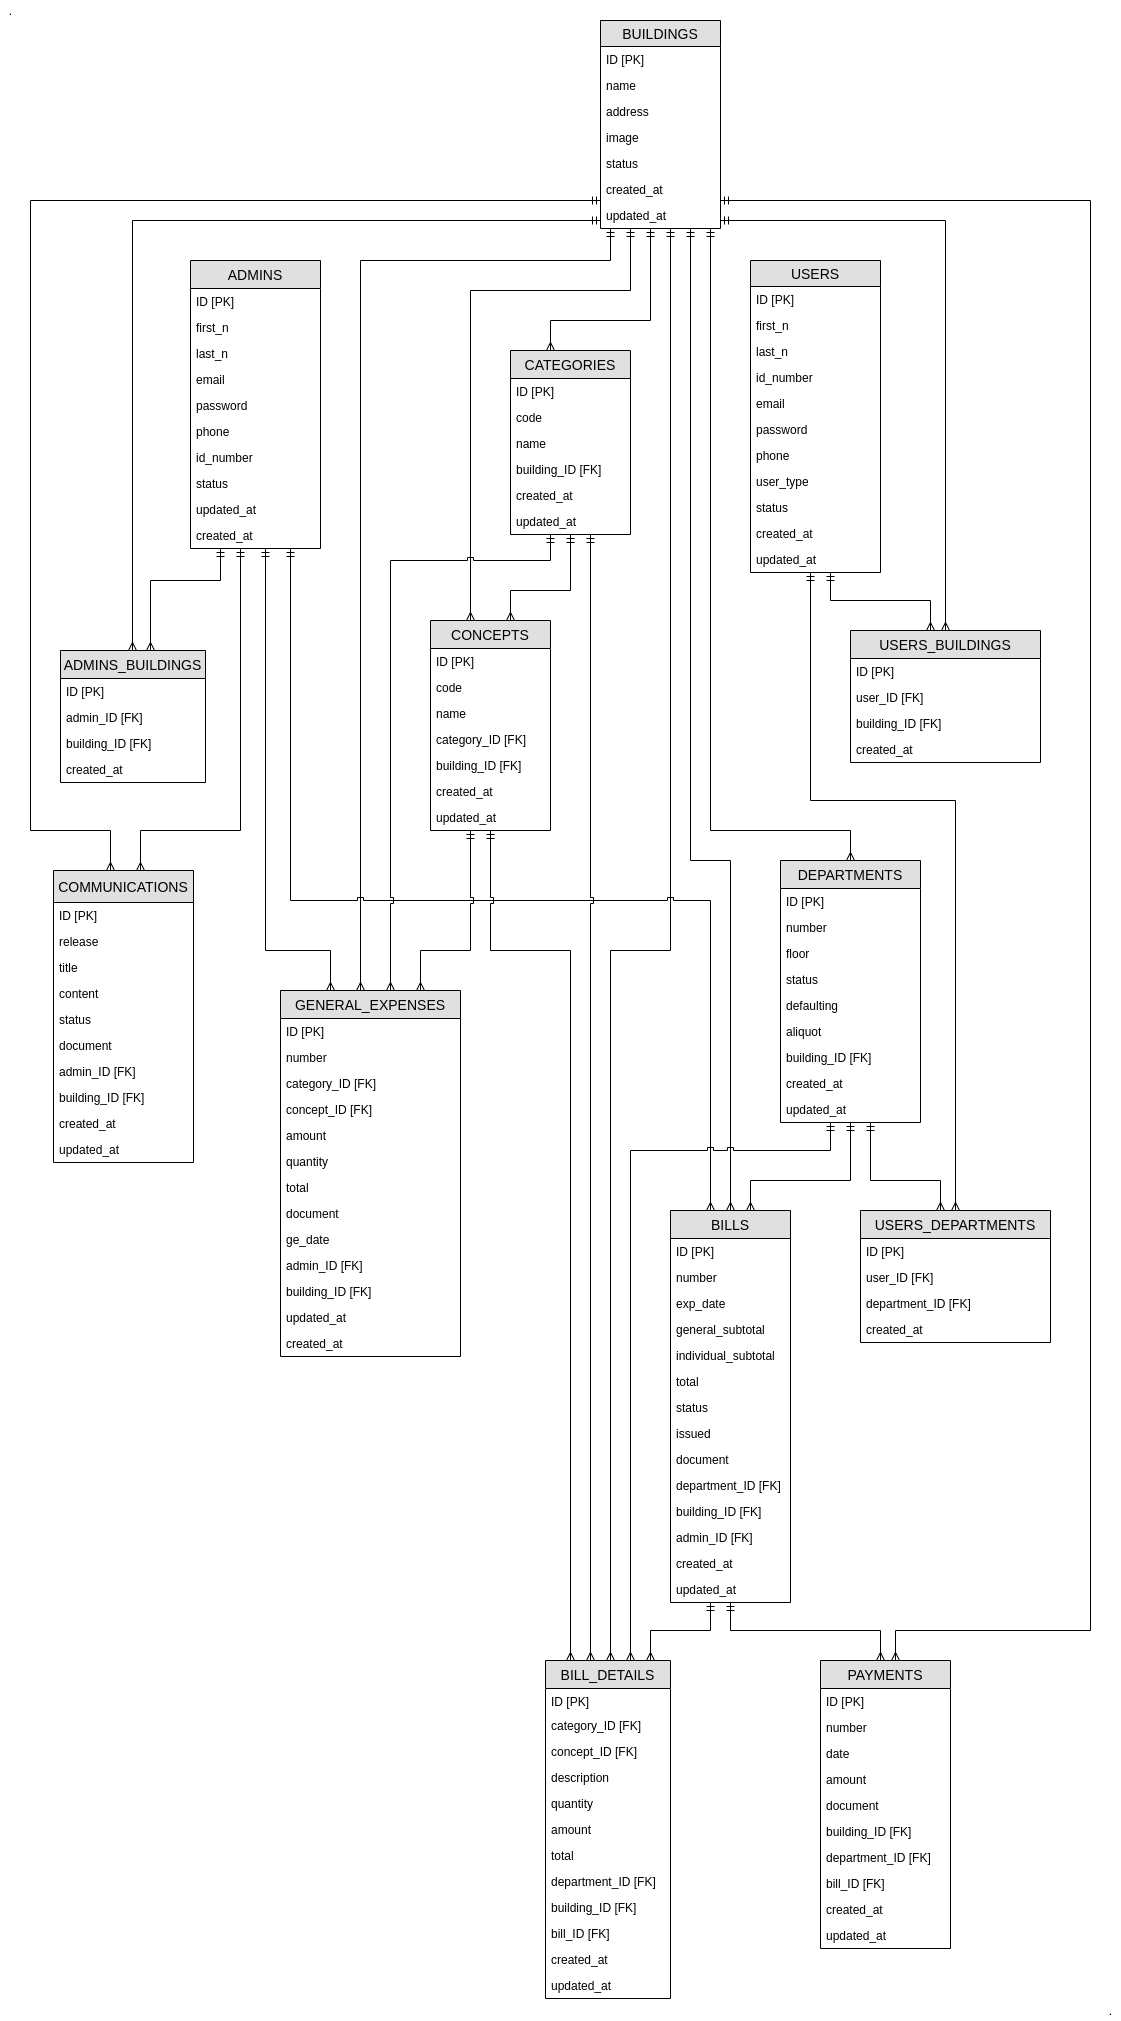 BUILDINGS
ID [PK]
name
address
image
status
created_at
updated_at
ADMINS
ID [PK]
first_n
last_n
email
password
phone
id_number
status
updated_at
created_at
USERS
ID [PK]
first_n
last_n
id_number
email
password
phone
user_type
status
created_at
updated_at
CATEGORIES
ID [PK]
code
name
building_ID [FK]
created_at
updated_at
CONCEPTS
ID [PK]
code
name
category_ID [FK]
building_ID [FK]
created_at
updated_at
USERS_BUILDINGS
ID [PK]
user_ID [FK]
building_ID [FK]
created_at
ADMINS_BUILDINGS
ID [PK]
admin_ID [FK]
building_ID [FK]
created_at
COMMUNICATIONS
ID [PK]
release
title
content
status
document
admin_ID [FK]
building_ID [FK]
created_at
updated_at
DEPARTMENTS
ID [PK]
number
floor
status
defaulting
aliquot
building_ID [FK]
created_at
updated_at
GENERAL_EXPENSES
ID [PK]
number
category_ID [FK]
concept_ID [FK]
amount
quantity
total
document
ge_date
admin_ID [FK]
building_ID [FK]
updated_at
created_at
BILLS
ID [PK]
number
exp_date
general_subtotal
individual_subtotal
total
status
issued
document
department_ID [FK]
building_ID [FK]
admin_ID [FK]
created_at
updated_at
USERS_DEPARTMENTS
ID [PK]
user_ID [FK]
department_ID [FK]
created_at
BILL_DETAILS
ID [PK]
category_ID [FK]
concept_ID [FK]
description
quantity
amount
total
department_ID [FK]
building_ID [FK]
bill_ID [FK]
created_at
updated_at
PAYMENTS
ID [PK]
number
date
amount
document
building_ID [FK]
department_ID [FK]
bill_ID [FK]
created_at
updated_at